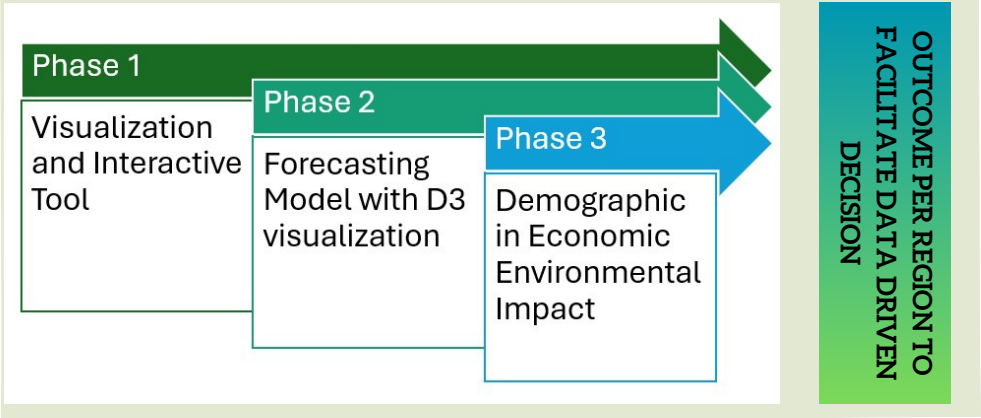 Phase 1
Visualization
and Interactive
Tool
Phase 2
Forecasting
Model with D3
visualization
Phase 3
Demographic
in Economic
Environmental
Impact
OUTCOME PER REGION TO
FACILITATE DATA DRIVEN
DECISION